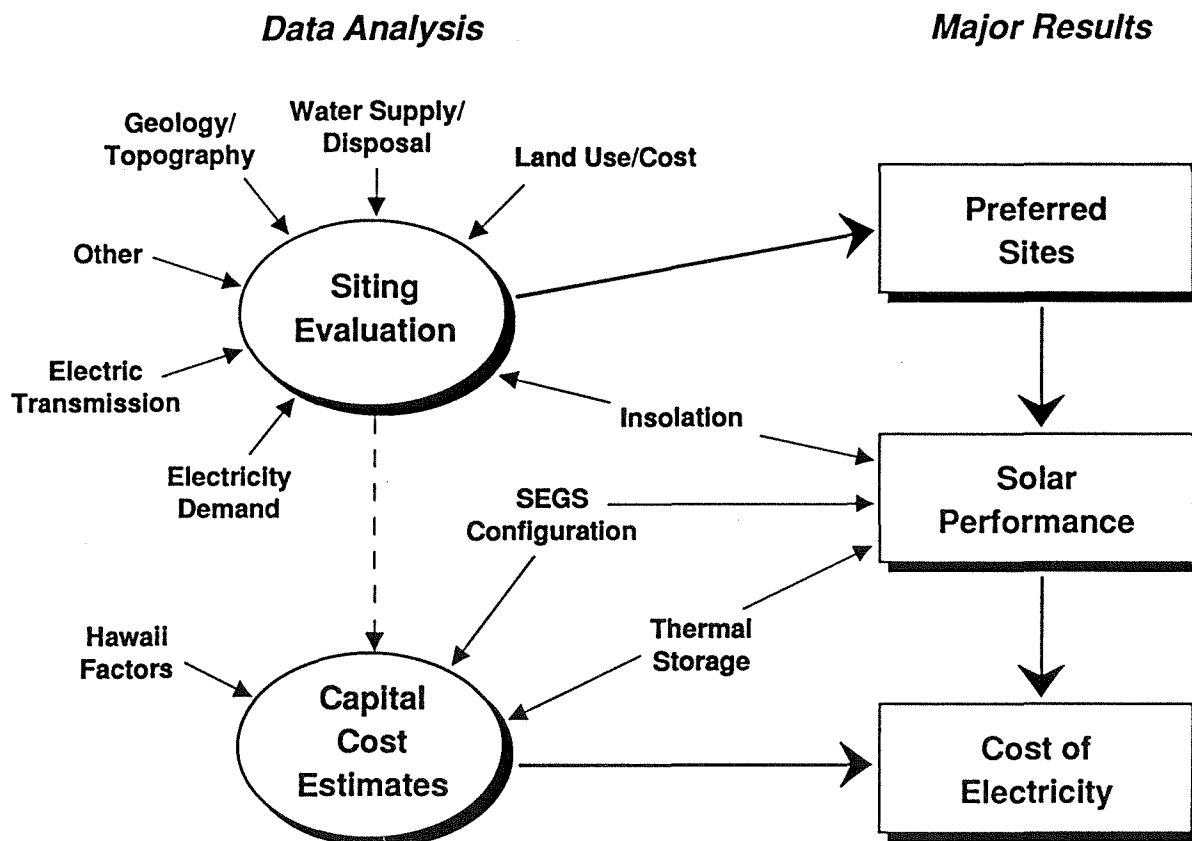 Data Analysis
Major Results
Water Supply/
Disposal
Geology/
Topography
Land Use/Cost
Other
Siting
Evaluation
Preferred
Sites
Electric
Transmission
Insolation
Electricity
Demand
SEGS
Configuration
Solar
Performance
Hawaii
Factors
Thermal
Storage
Capital
Cost
Estimates
Cost of
Electricity